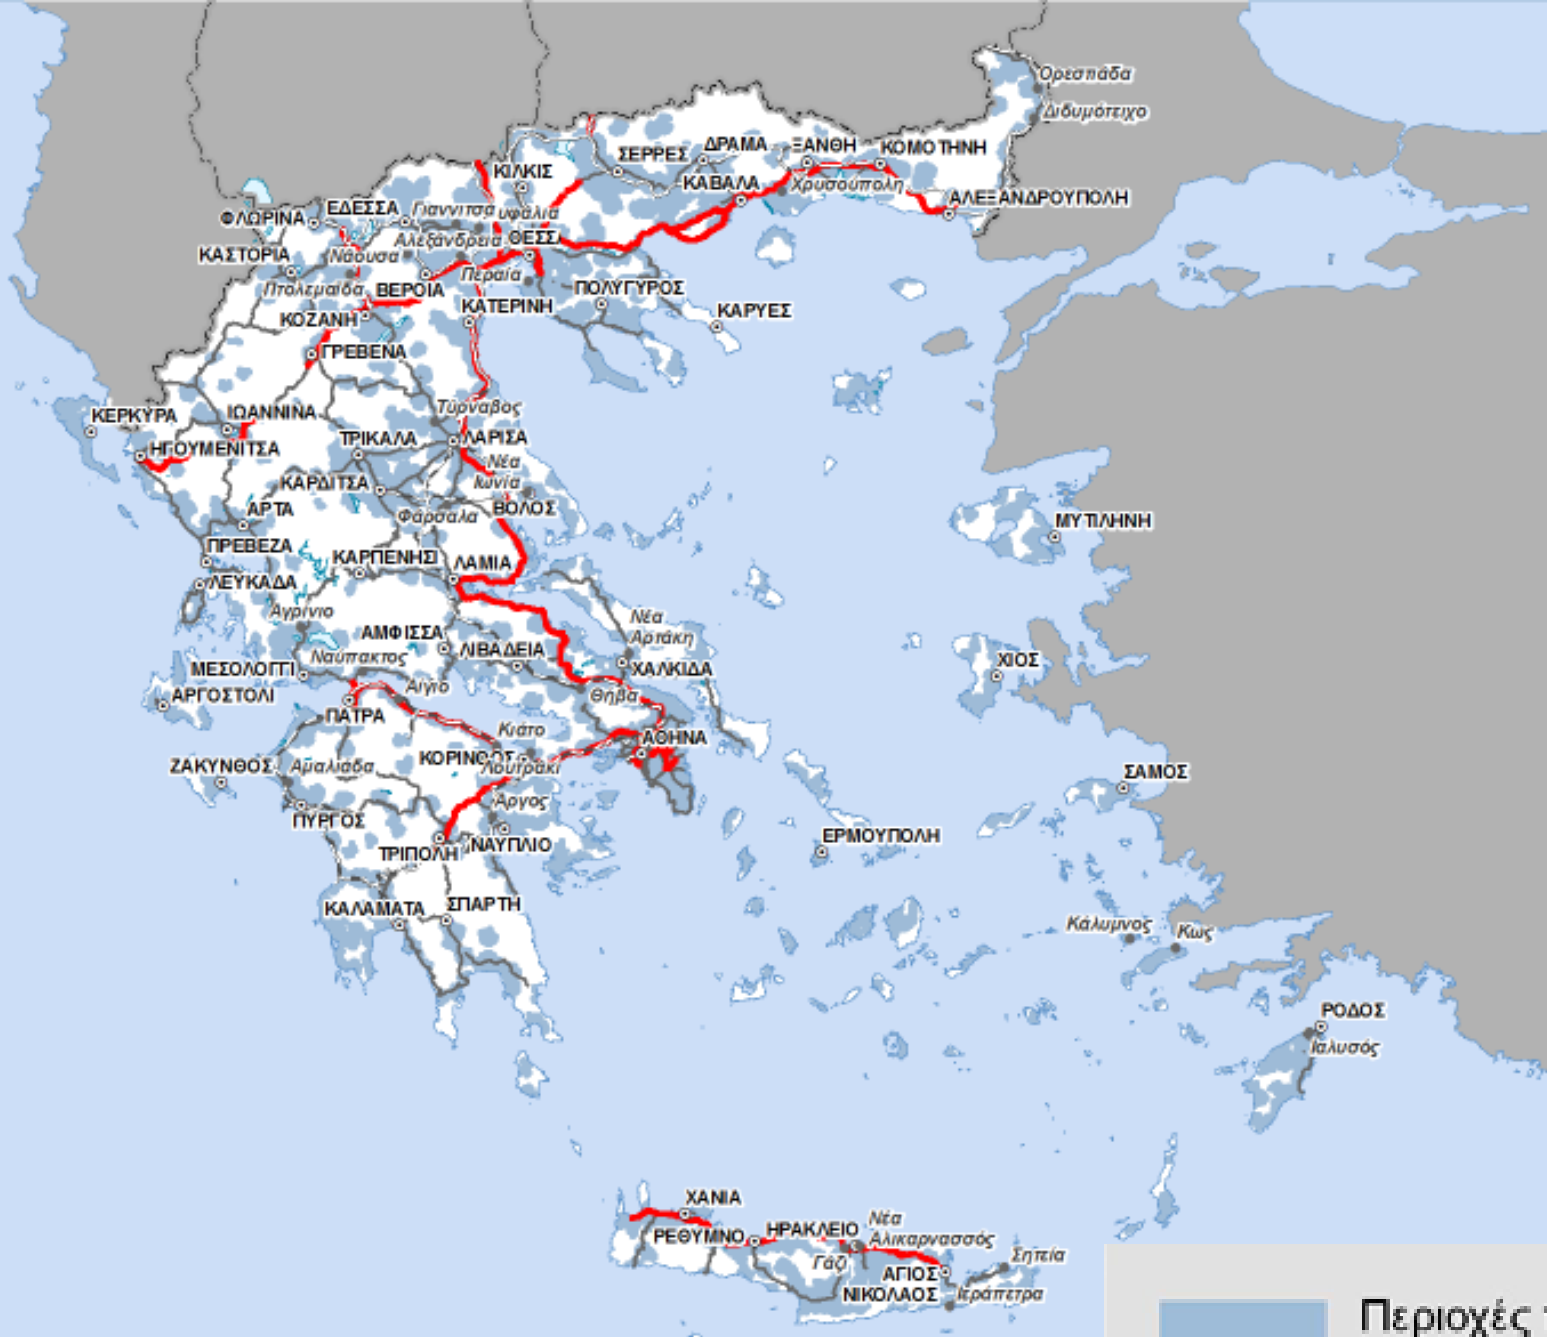 Ορεστιάδα
Διδυμότειχο
ΔΡΑΜΑ
ΞΑΝΘΗ
ΚΟΜΟΤΗΝΗ
ΣΕΡΡΕΣ
ΚΙΛΚΙΣ
ΚΑΒΑΛΑ
Χρυσούπολη
ΑΛΕΞΑΝΔΡΟΥΠΟΛΗ
ΦΛΩΡΙΝΑ
ΕΔΕΣΣΑ
Γιαννιτσά
υφαλια
Αλεξάνδρεια
ΘΕΣΣ
ΚΑΣΤΟΡΙΑ
Νάουσα
Περαία
Πτολεμαΐδα
ΒΕΡΟΙΑ
ΠΟΛΥΓΥΡΟΣ
ΚΑΤΕΡΙΝΗ
ΚΑΡΥΕΣ
ΚΟΖΑΝΗ
ΓΡΕΒΕΝΑ
ΚΕΡΚΥΡΑ
ΙΩΑΝΝΙΝΑ
Τύρναβος
ΗΓΟΥΜΕΝΙΤΣΑ
ΤΡΙΚΑΛΑ
ΛΑΡΙΣΑ
Νέα
Ιωνία
ΚΑΡΔΙΤΣΑ
ΒΟΛΟΣ
ΑΡΤΑ
Φάρσαλα
ΜΥΤΙΛΗΝΗ
ΠΡΕΒΕΖΑ
ΚΑΡΠΕΝΗΣΙ
ΛΑΜΙΑ
ΛΕΥΚΑΔΑ
Αγρίνιο
Νέα
Αρτάκη
ΑΜΦΙΣΣΑ
ΛΙΒΑΔΕΙΑ
Ναύπακτος
ΜΕΣΟΛΟΓΓΙ
ΧΑΛΚΙΔΑ
ΧΙΟΣ
ΑΡΓΟΣΤΟΛΙ
Αίγιο
Θήβα
ΠΑΤΡΑ
Κιάτο
ΑΘΗΝΑ
ΖΑΚΥΝΘΟΣ
Αμαλιάδα
ΚΟΡΙΝΘΟΣ
Λουτράκι
ΣΑΜΟΣ
Άργος
ΠΥΡΓΟΣ
ΕΡΜΟΥΠΟΛΗ
ΤΡΙΠΟΛΗ
ΝΑΥΠΛΙΟ
ΚΑΛΑΜΑΤΑ
ΣΠΑΡΤΗ
Κάλυμνος
Κως
ΡΟΔΟΣ
Ιαλυσός
ΧΑΝΙΑ
ΡΕΘΥΜΝΟ
ΗΡΑΚΛΕΙΟ
Νέα
Αλικαρνασσός
Γάζι
Σητεία
ΑΓΙΟΣ
ΝΙΚΟΛΑΟΣ
Ιεράπετρα
Περιοχές